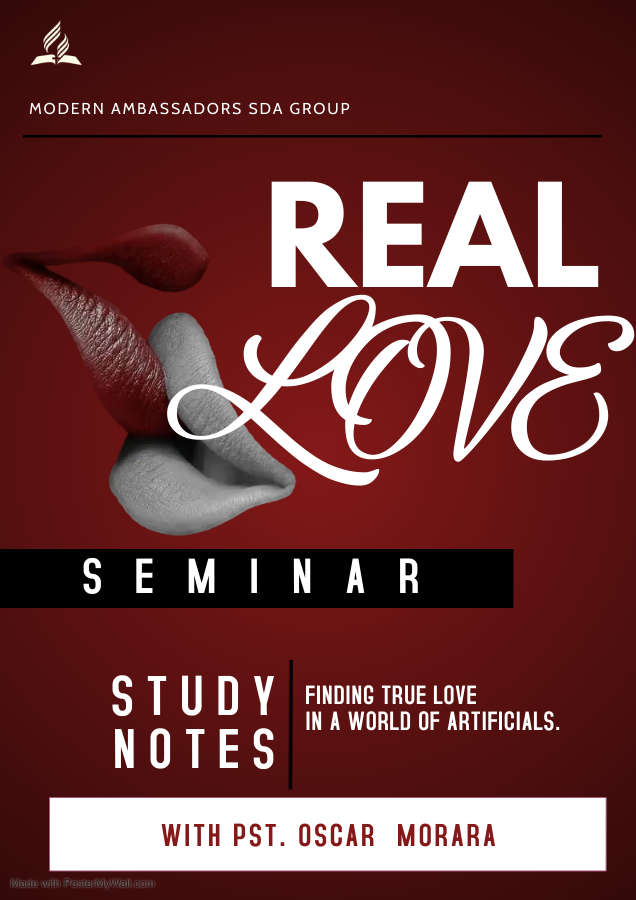 MODERN AMBASSADORS SDA GROUP
REAL
LOVE
SEMINAR
STUDY
NOTES
FINDING TRUE LOVE
IN A WORLD OF ARTIFICIALS.
WITH PST. OSCAR MORARA
Made with PosterMyWall.com